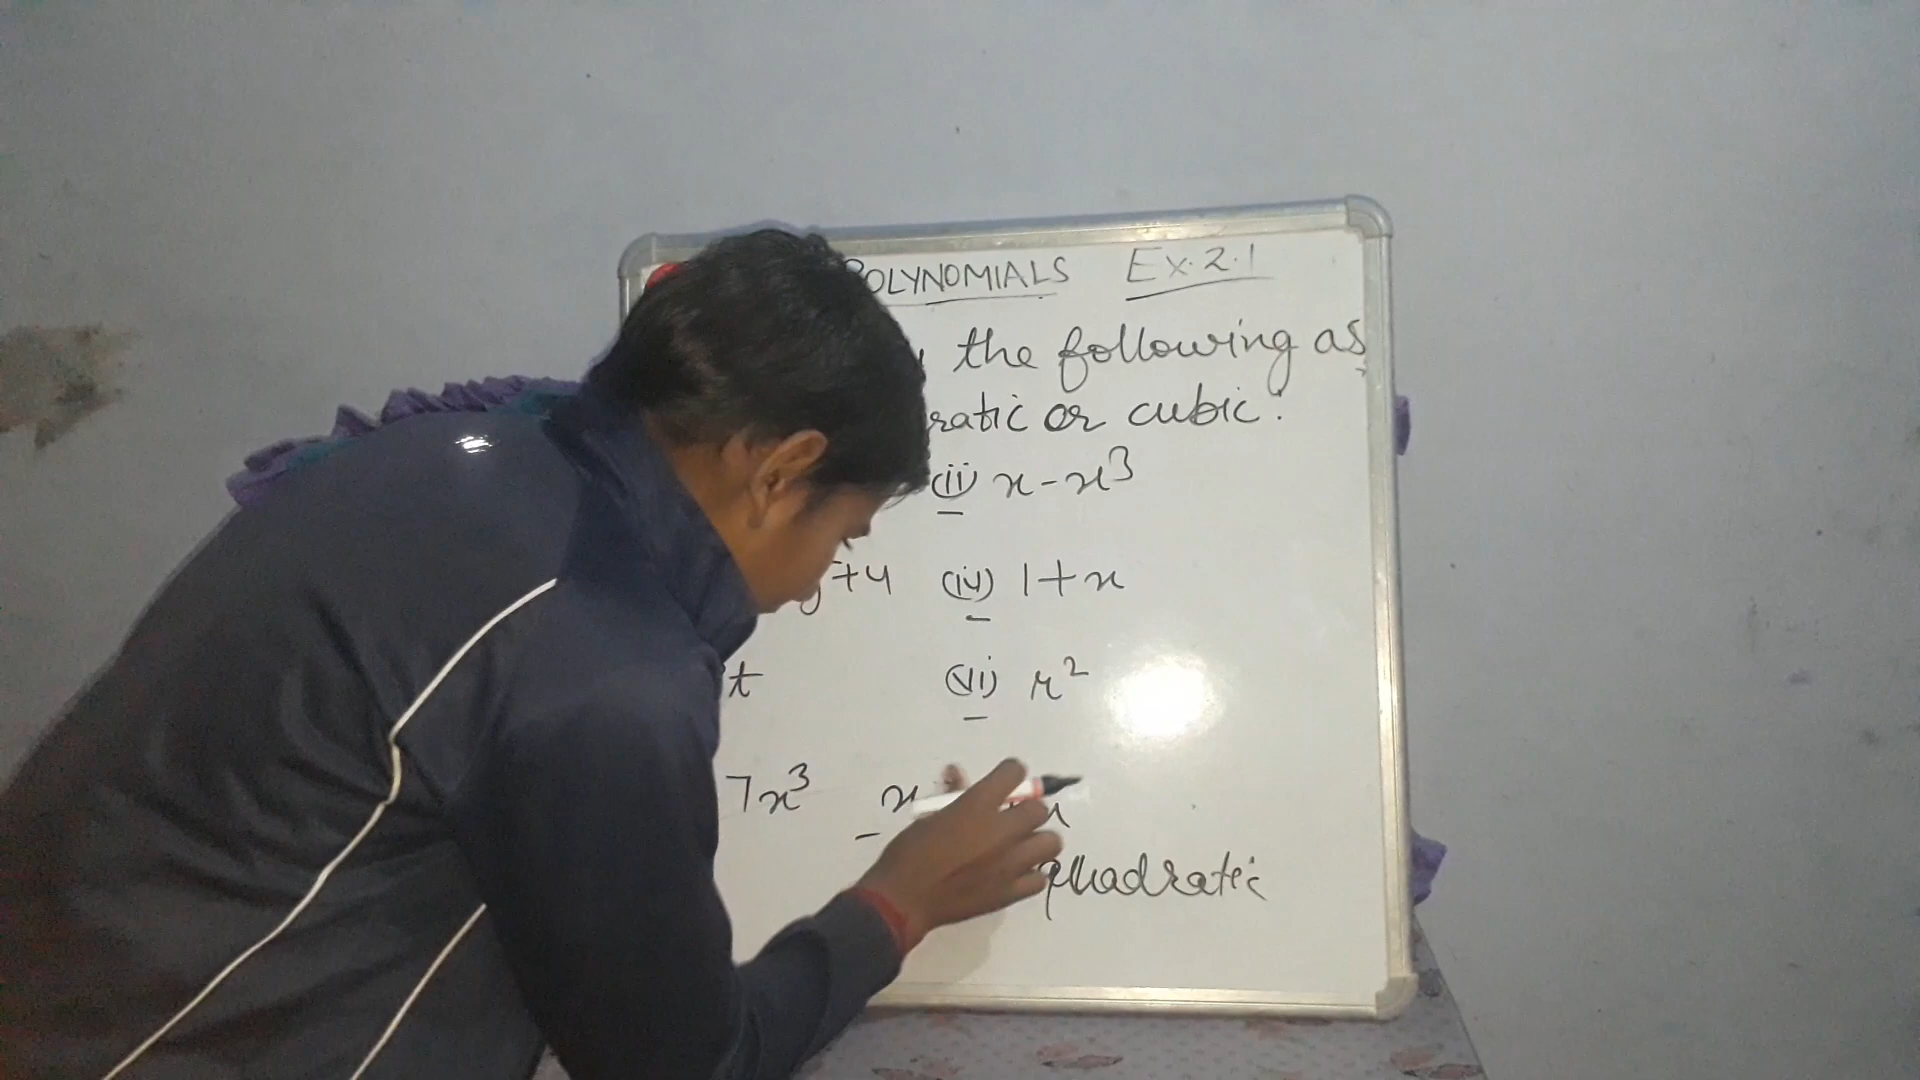 POLYNOMIALS Ex. 2.1
the following as
ratic or cubic.
(ii) x - x³
y + 4 (iv) 1 + x
t (vi) r²
7x³ x
quadratic